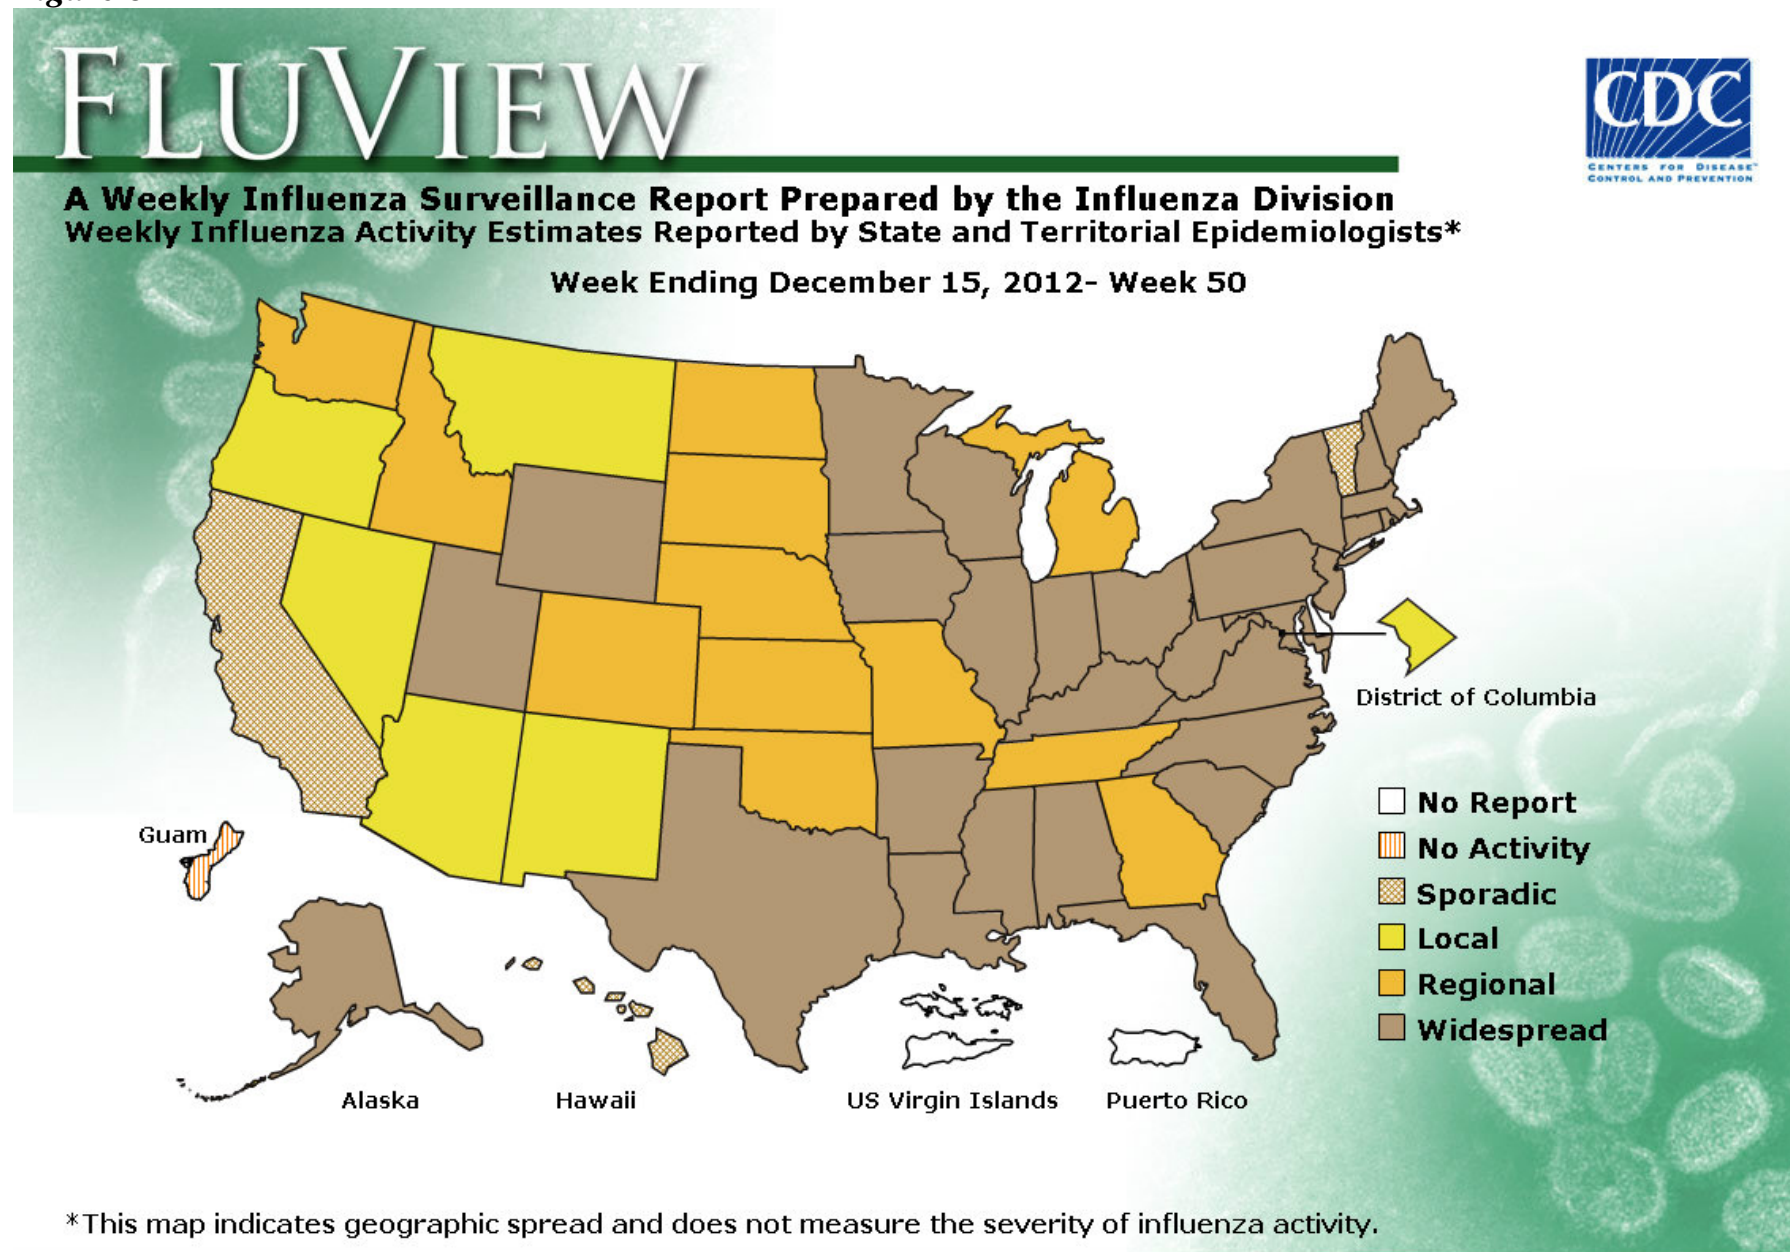 FLUVIEW
CDC
CENTERS FOR DISEASE™
CONTROL AND PREVENTION
A Weekly Influenza Surveillance Report Prepared by the Influenza Division
Weekly Influenza Activity Estimates Reported by State and Territorial Epidemiologists*
Week Ending December 15, 2012- Week 50
District of Columbia
No Report
Guam
No Activity
Sporadic
Local
Regional
Widespread
Alaska
Hawaii
US Virgin Islands
Puerto Rico
*This map indicates geographic spread and does not measure the severity of influenza activity.